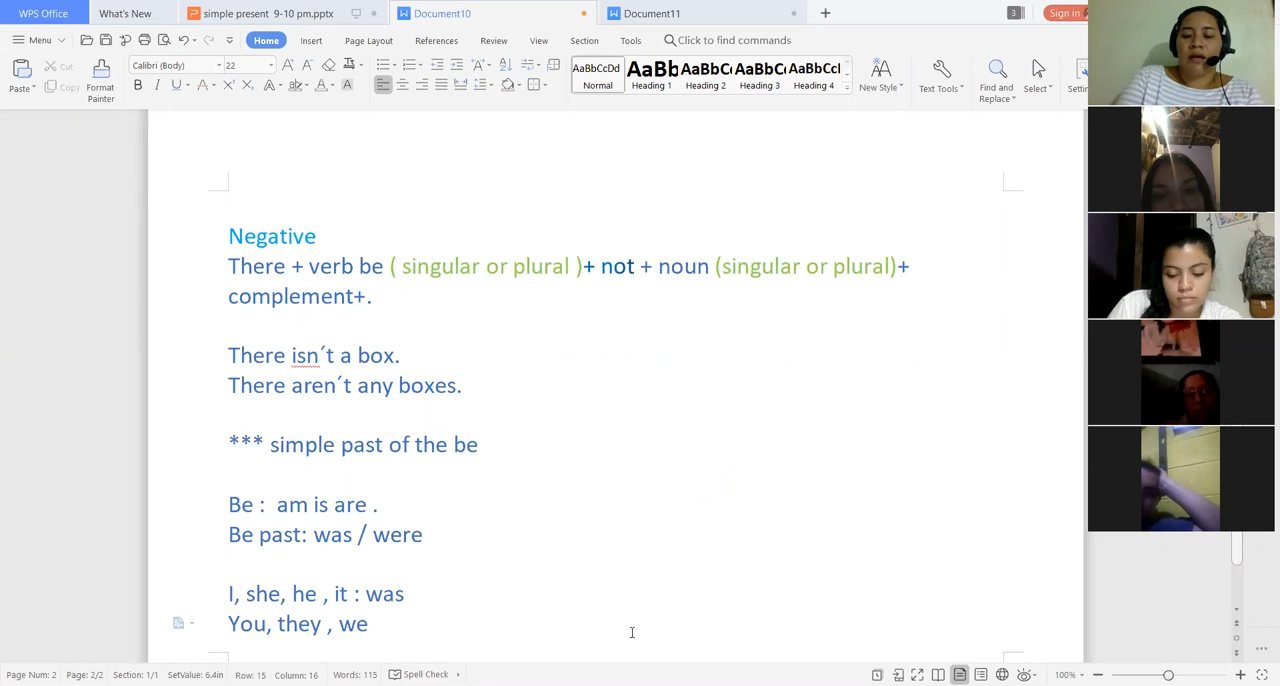 WPS Office
What's New
simple present 9-10 pm.pptx
Document10
Document11
3
Sign in
Menu
Home
Insert
Page Layout
References
Review
View
Section
Tools
Click to find commands
Paste
Cut
Copy
Format Painter
Calibri (Body)
22
AaBbCcDd
Normal
AaBb
Heading 1
AaBbC
Heading 2
AaBbC
Heading 3
AaBbCcI
Heading 4
New Style
Text Tools
Find and Replace
Select
Negative
There + verb be ( singular or plural )+ not + noun (singular or plural)+
complement+.
There isn´t a box.
There aren´t any boxes.
*** simple past of the be
Be : am is are .
Be past: was / were
I, she, he , it : was
You, they , we
Page Num: 2
Page: 2/2
Section: 1/1
SetValue: 6.4in
Row: 15
Column: 16
Words: 115
Spell Check
100%